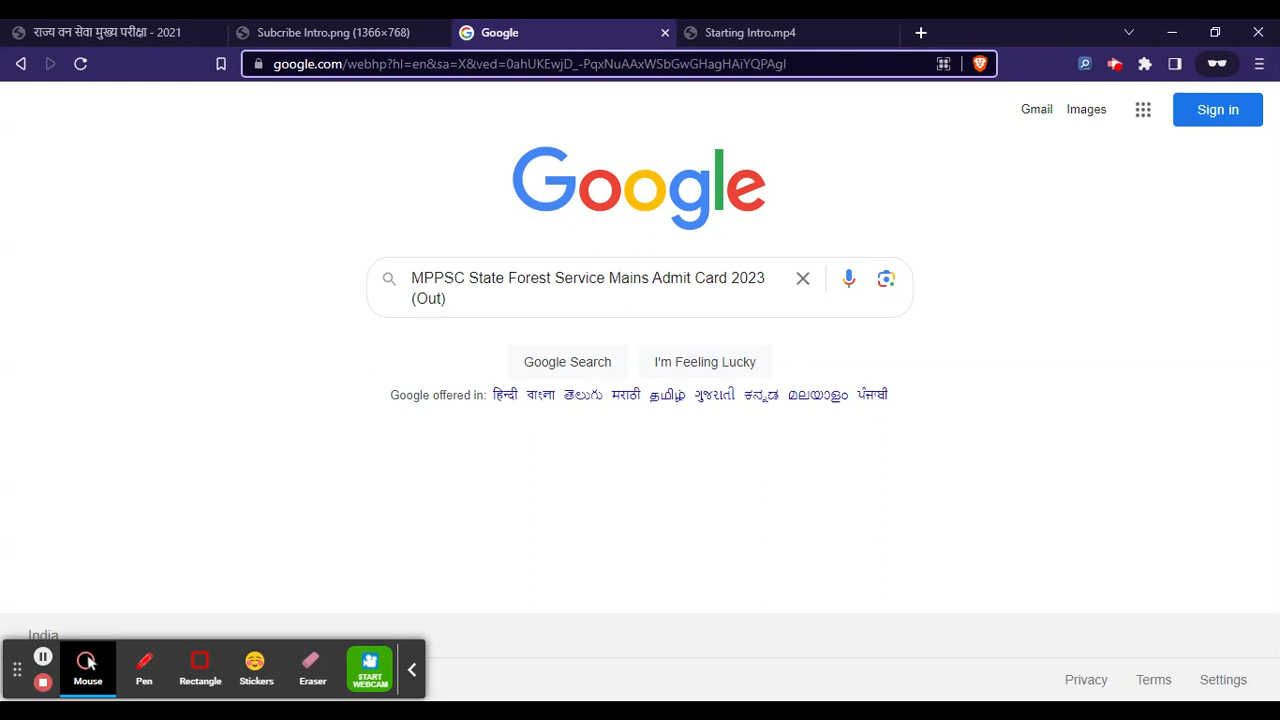 राज्य वन सेवा मुख्य परीक्षा - 2021
Subcribe Intro.png (1366×768)
Google
Starting Intro.mp4
google.com/webhp?hl=en&sa=X&ved=0ahUKEwjD_-PqxNuAAxWSbGwGHagHAiYQPAgI
Gmail
Images
Sign in
Google
MPPSC State Forest Service Mains Admit Card 2023
(Out)
Google Search
I'm Feeling Lucky
Google offered in: हिन्दी বাংলা తెలుగు मराठी தமிழ் ગુજરાતી ಕನ್ನಡ മലയാളം ਪੰਜਾਬੀ
India
Mouse
Pen
Rectangle
Stickers
Eraser
START
WEBCAM
Privacy
Terms
Settings